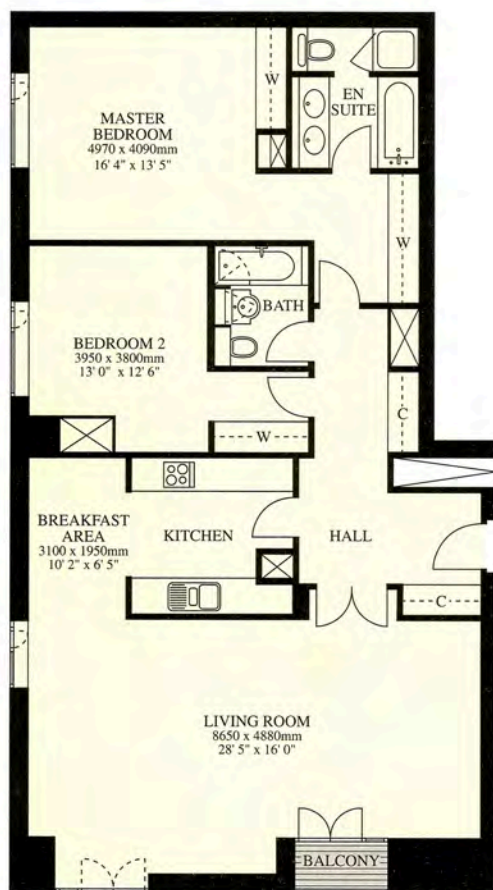 MASTER
BEDROOM
4970 x 4090mm
16' 4" x 13' 5"
W
EN
SUITE
W
BEDROOM 2
3950 x 3800mm
13' 0" x 12' 6"
BATH
W
C
BREAKFAST
AREA
3100 x 1950mm
10' 2" x 6' 5"
KITCHEN
HALL
C
LIVING ROOM
8650 x 4880mm
28' 5" x 16' 0"
BALCONY